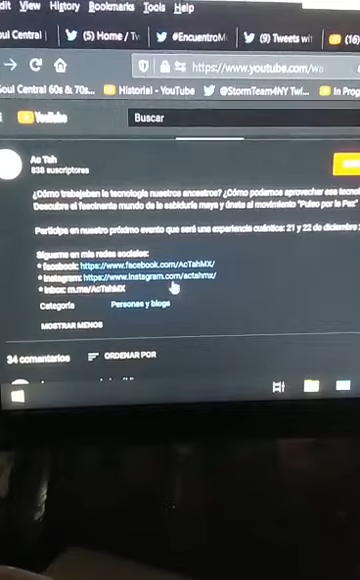 dit View History Bookmarks Tools Help
oul Central (5) Home / Tw #EncuentroM (9) Tweets wit (16)
https://www.youtube.com/wa
Soul Central 60s & 70s... Historial - YouTube @StormTeam4NY Twi... In Prog
YouTube Buscar
Ac Tah
838 suscriptores
¿Cómo trabajaban la tecnología nuestros ancestros? ¿Cómo podemos aprovechar ese tecnol
Descubre el fascinante mundo de la sabiduría maya y únete al movimiento "Pulso por la Paz"
Participa en nuestro próximo evento que será una experiencia cuántica: 21 y 22 de diciembre
Sígueme en mis redes sociales:
* facebook: https://www.facebook.com/AcTahMX/
* Instagram: https://www.instagram.com/actahmx/
* Inbox: m.me/AcTahMX
Categoría Personas y blogs
MOSTRAR MENOS
34 comentarios ORDENAR POR